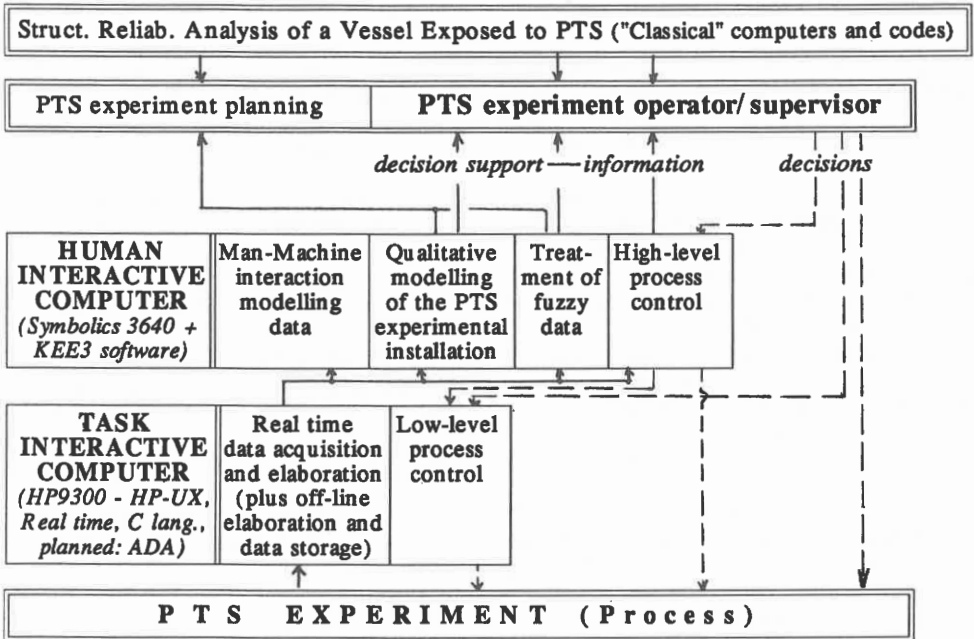 Struct. Reliab. Analysis of a Vessel Exposed to PTS ("Classical" computers and codes)
PTS experiment planning
PTS experiment operator/supervisor
decision support — information
decisions
HUMAN
INTERACTIVE
COMPUTER
(Symbolics 3640 +
KEE3 software)
Man-Machine
interaction
modelling
data
Qualitative
modelling
of the PTS
experimental
installation
Treat-
ment of
fuzzy
data
High-level
process
control
TASK
INTERACTIVE
COMPUTER
(HP9300 - HP-UX,
Real time, C lang.,
planned: ADA)
Real time
data acquisition
and elaboration
(plus off-line
elaboration and
data storage)
Low-level
process
control
PTS EXPERIMENT (Process)